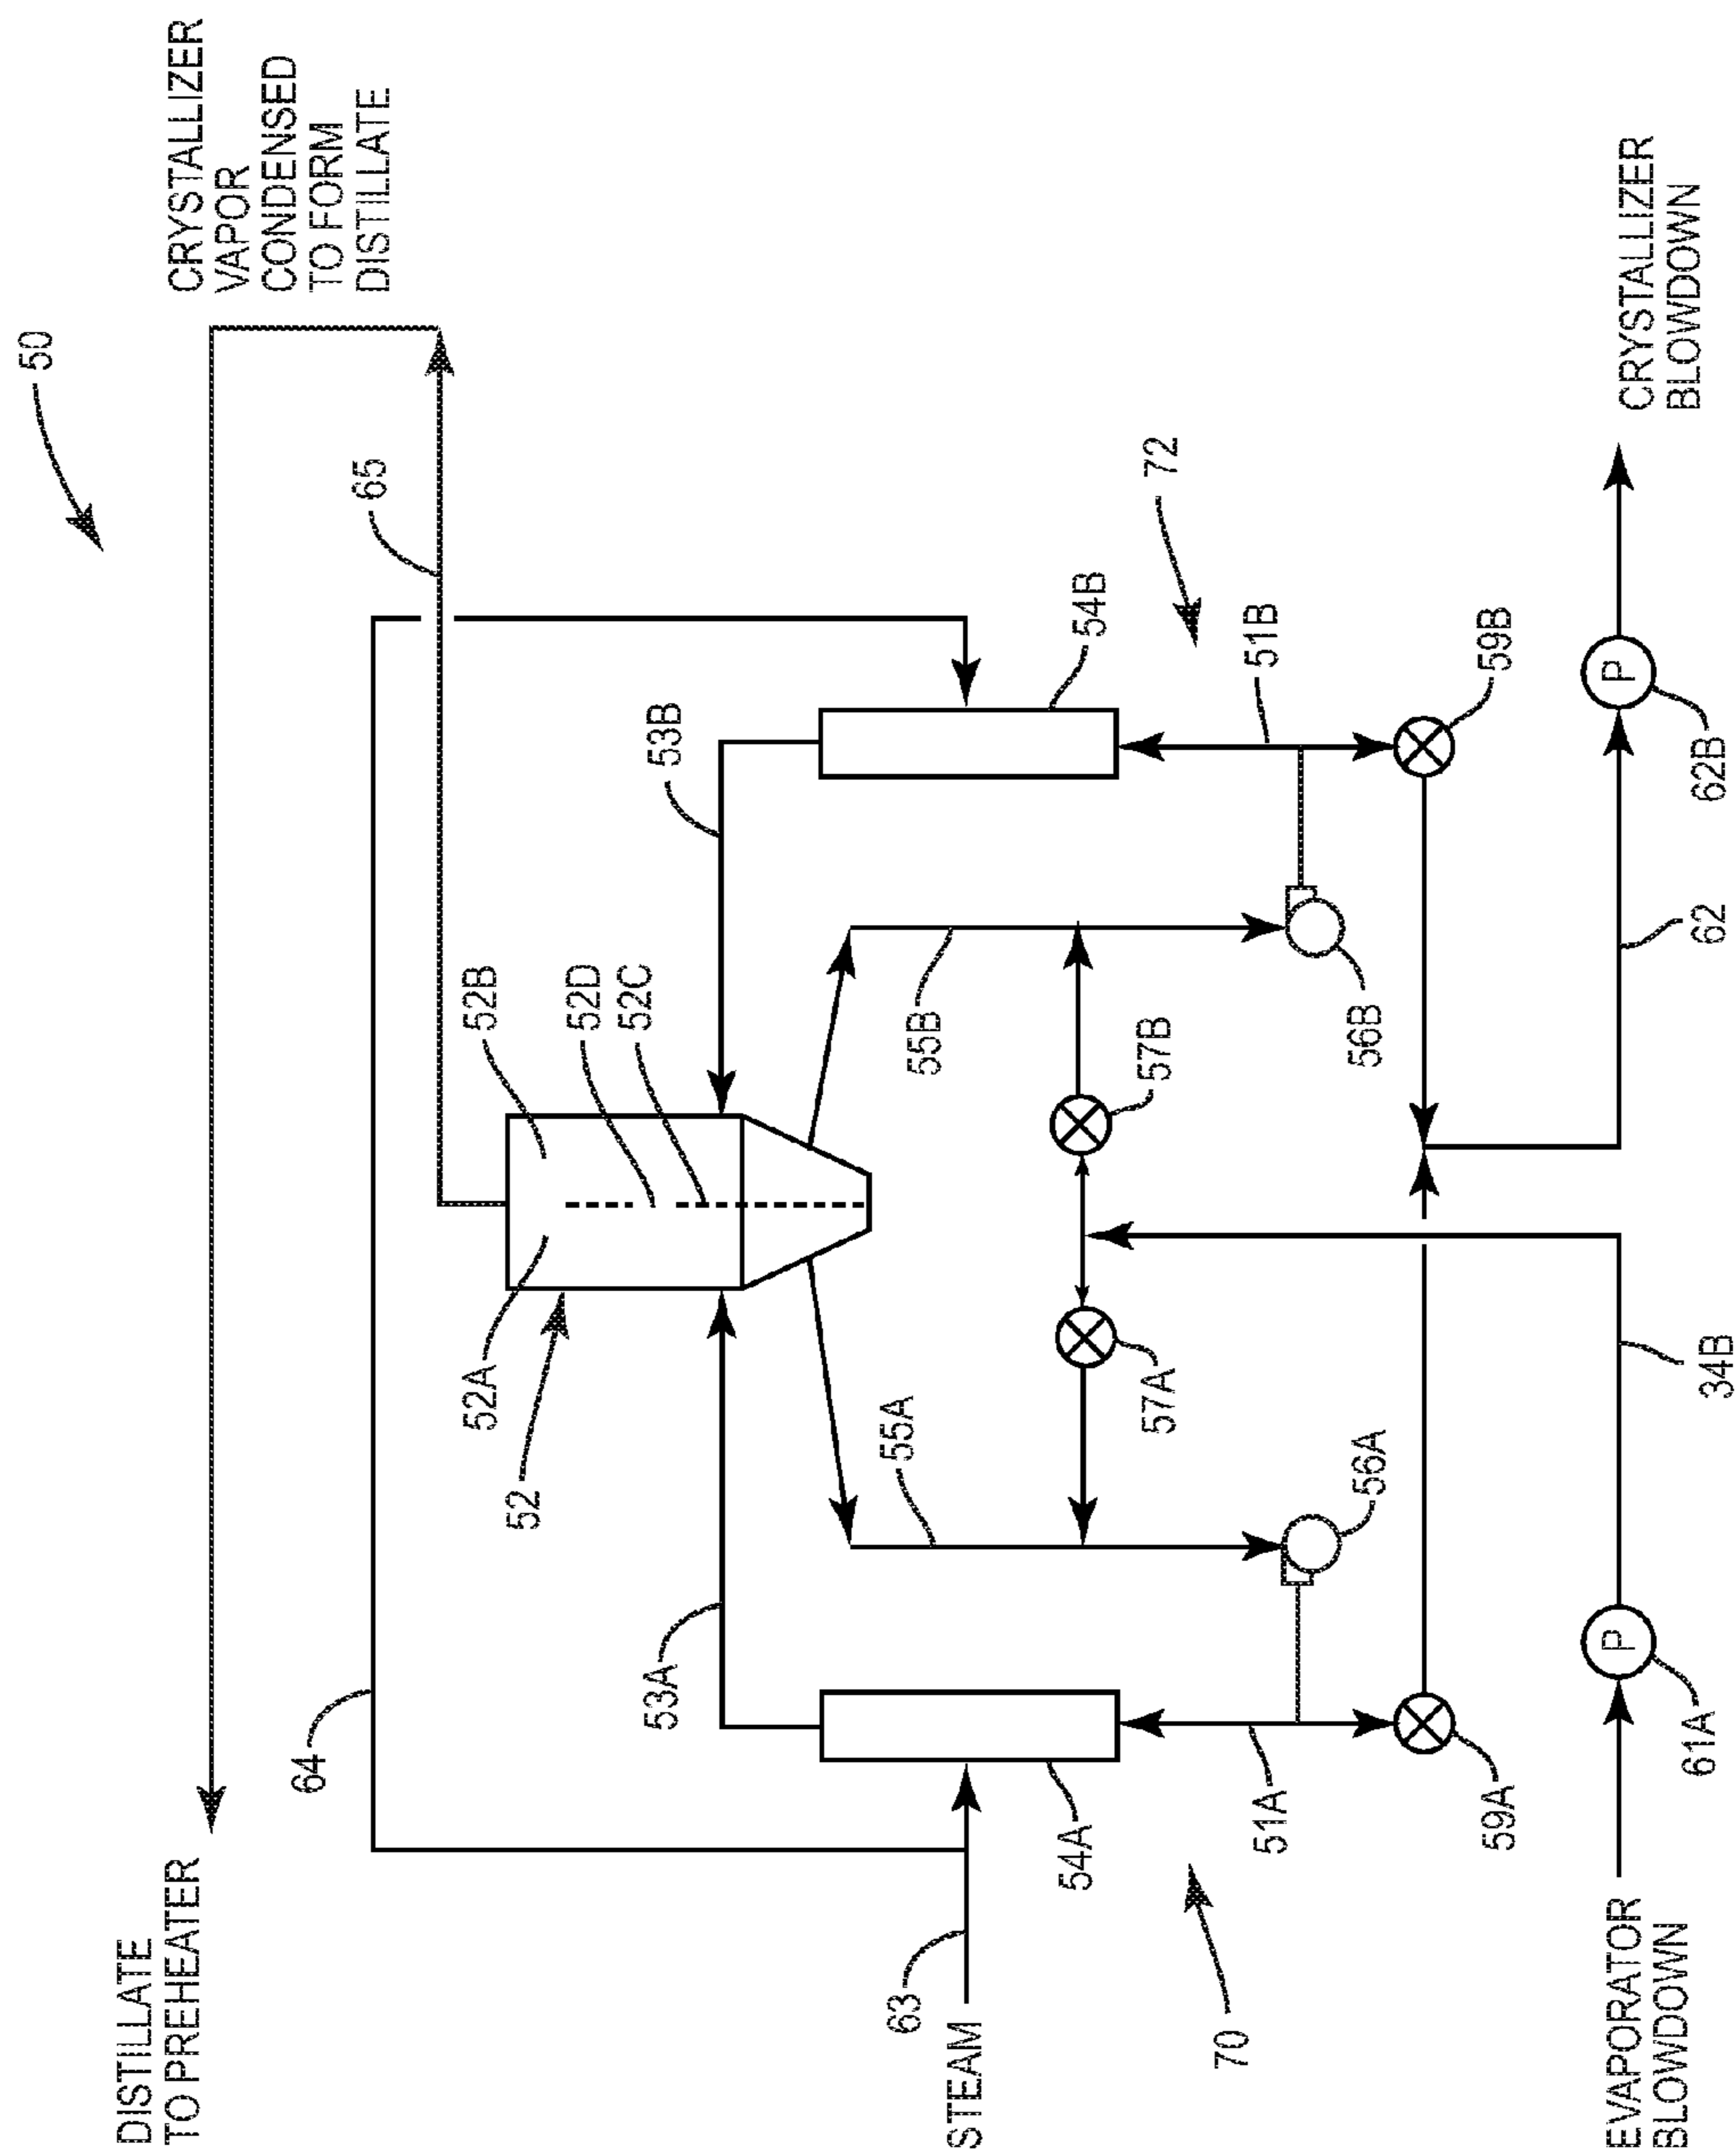 50
DISTILLATE
TO PREHEATER
CRYSTALLIZER
VAPOR
CONDENSED
TO FORM
DISTILLATE
64
65
52A
52B
52D
52C
52
53A
53B
55A
55B
63
STEAM
54A
54B
57A
57B
70
72
51A
51B
56A
56B
59A
59B
EVAPORATOR
BLOWDOWN
P
61A
34B
62
P
62B
CRYSTALLIZER
BLOWDOWN